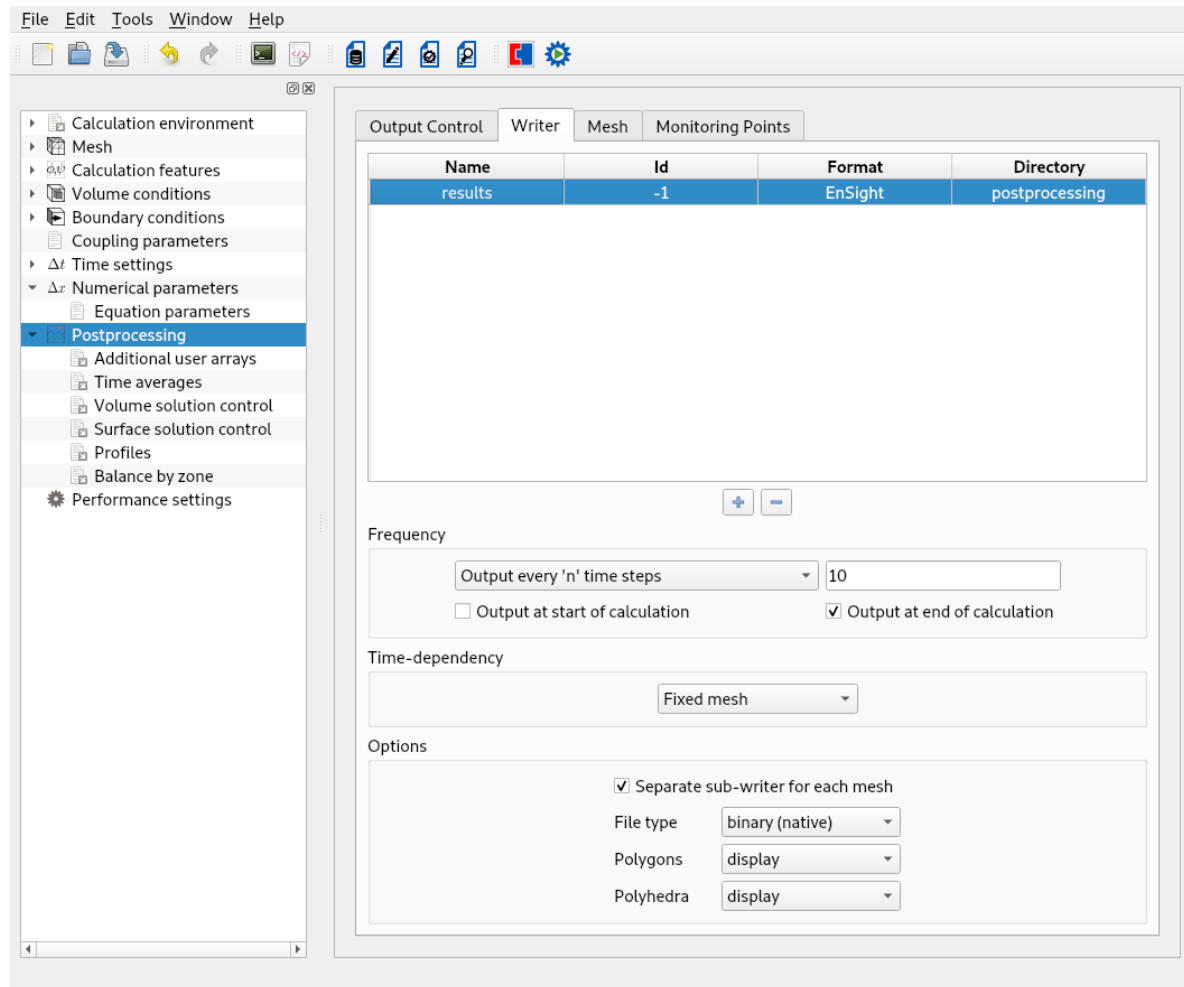 File Edit Tools Window Help
Calculation environment
Mesh
Calculation features
Volume conditions
Boundary conditions
Coupling parameters
Δt Time settings
Δx Numerical parameters
Equation parameters
Postprocessing
Additional user arrays
Time averages
Volume solution control
Surface solution control
Profiles
Balance by zone
Performance settings
Output Control Writer Mesh Monitoring Points
Name Id Format Directory
results -1 EnSight postprocessing
Frequency
Output every 'n' time steps 10
Output at start of calculation Output at end of calculation
Time-dependency
Fixed mesh
Options
Separate sub-writer for each mesh
File type binary (native)
Polygons display
Polyhedra display